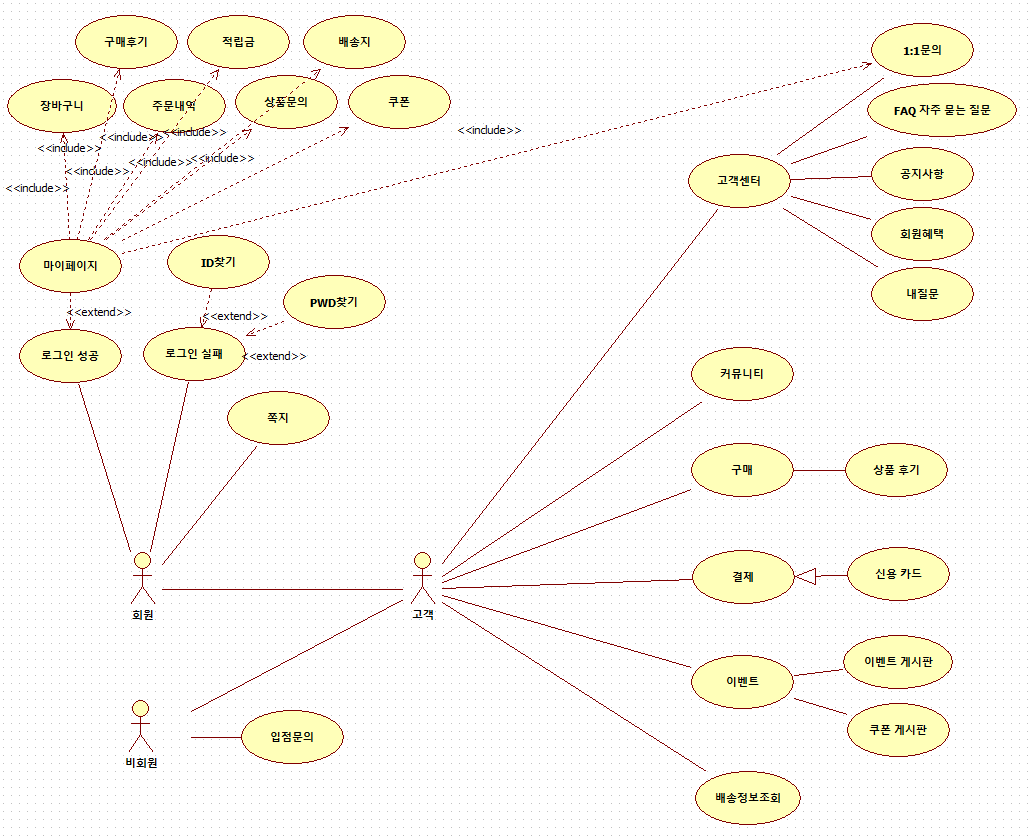 구매후기
적립금
배송지
1:1문의
장바구니
주문내역
상품문의
쿠폰
FAQ 자주 묻는 질문
<<include>>
<<include>>
<<include>>
<<include>>
<<include>>
<<include>>
<<include>>
<<include>>
고객센터
공지사항
회원혜택
마이페이지
ID찾기
내질문
PWD찾기
<<extend>>
<<extend>>
로그인 성공
로그인 실패
<<extend>>
커뮤니티
쪽지
구매
상품 후기
결제
신용 카드
회원
고객
이벤트 게시판
이벤트
쿠폰 게시판
입점문의
비회원
배송정보조회